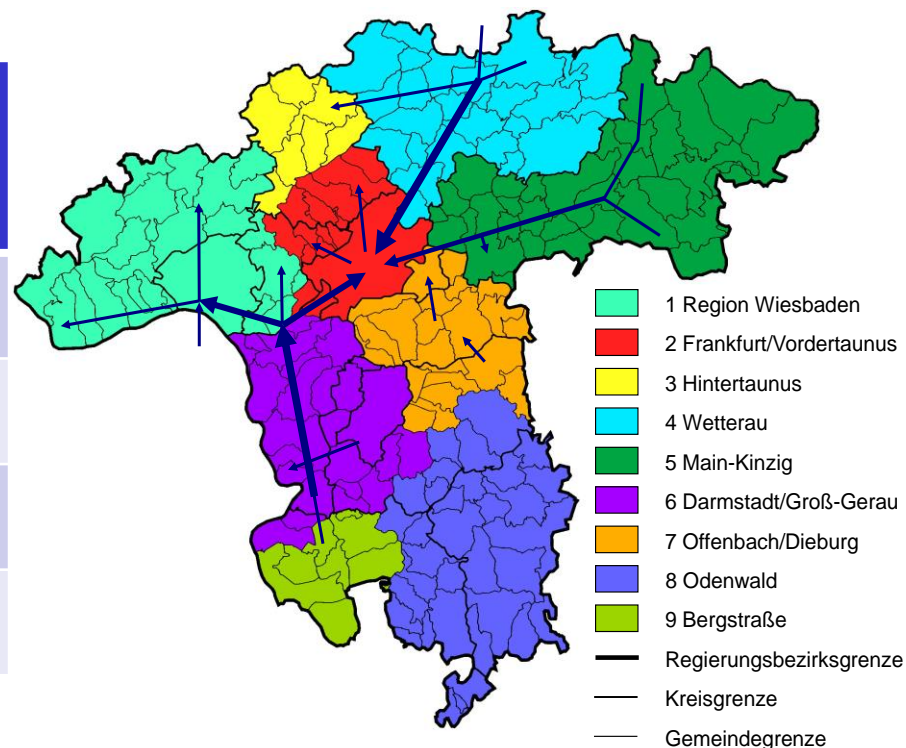 1 Region Wiesbaden
2 Frankfurt/Vordertaunus
3 Hintertaunus
4 Wetterau
5 Main-Kinzig
6 Darmstadt/Groß-Gerau
7 Offenbach/Dieburg
8 Odenwald
9 Bergstraße
Regierungsbezirksgrenze
Kreisgrenze
Gemeindegrenze